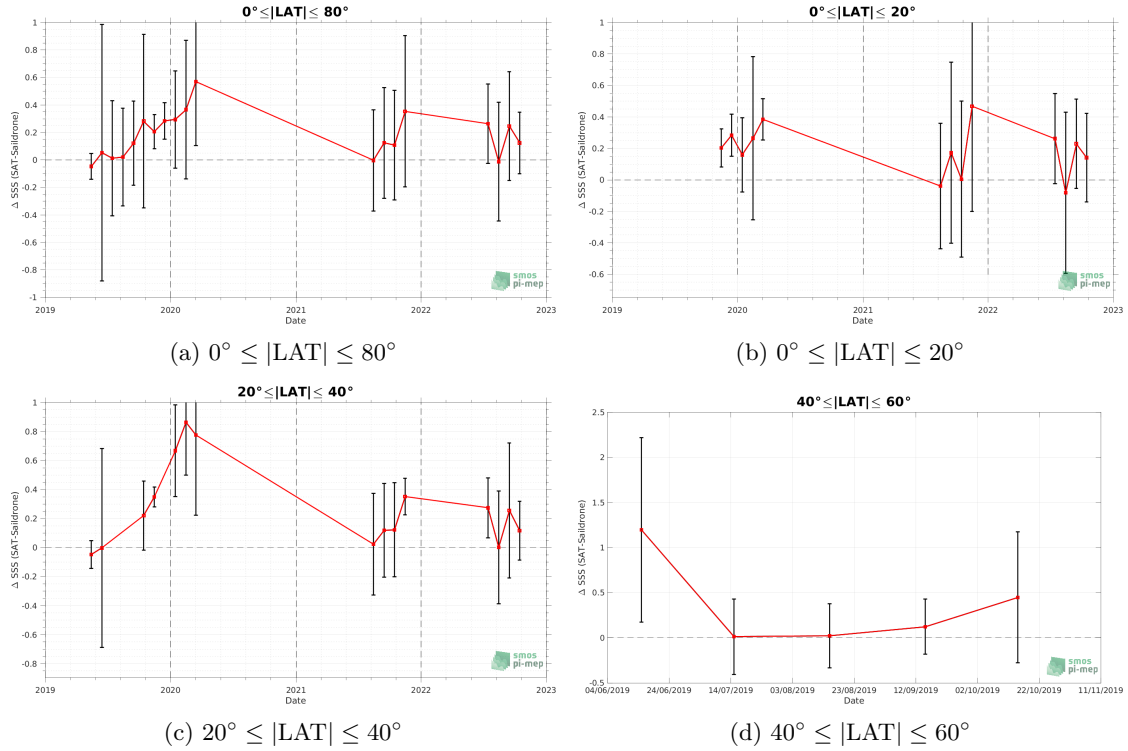 0°≤|LAT|≤ 80°
Δ SSS (SAT-Saildrone)
1
0.8
0.6
0.4
0.2
0
-0.2
-0.4
-0.6
-0.8
-1
2019
2020
2021
2022
2023
Date
smos
pi-mep
(a) 0° ≤ |LAT| ≤ 80°
0°≤|LAT|≤ 20°
Δ SSS (SAT-Saildrone)
1
0.8
0.6
0.4
0.2
0
-0.2
-0.4
-0.6
2019
2020
2021
2022
2023
Date
smos
pi-mep
(b) 0° ≤ |LAT| ≤ 20°
20°≤|LAT|≤ 40°
Δ SSS (SAT-Saildrone)
1
0.8
0.6
0.4
0.2
0
-0.2
-0.4
-0.6
-0.8
2019
2020
2021
2022
2023
Date
smos
pi-mep
(c) 20° ≤ |LAT| ≤ 40°
40°≤|LAT|≤ 60°
Δ SSS (SAT-Saildrone)
2.5
2
1.5
1
0.5
0
-0.5
04/06/2019
24/06/2019
14/07/2019
03/08/2019
23/08/2019
12/09/2019
02/10/2019
22/10/2019
11/11/2019
Date
smos
pi-mep
(d) 40° ≤ |LAT| ≤ 60°